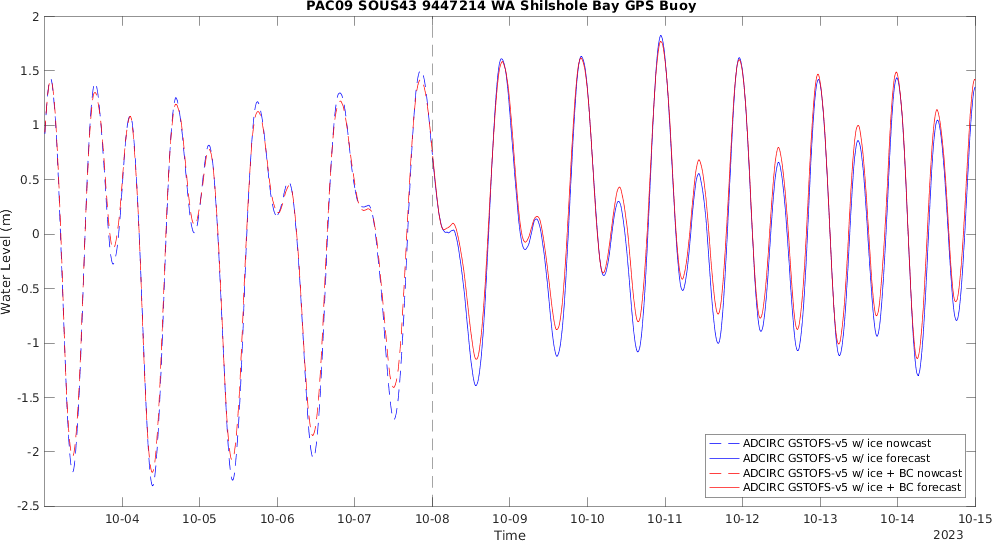 PAC09 SOUS43 9447214 WA Shilshole Bay GPS Buoy
Water Level (m)
2
1.5
1
0.5
0
-0.5
-1
-1.5
-2
-2.5
ADCIRC GSTOFS-v5 w/ ice nowcast
ADCIRC GSTOFS-v5 w/ ice forecast
ADCIRC GSTOFS-v5 w/ ice + BC nowcast
ADCIRC GSTOFS-v5 w/ ice + BC forecast
10-04 10-05 10-06 10-07 10-08 10-09 10-10 10-11 10-12 10-13 10-14 10-15
Time
2023